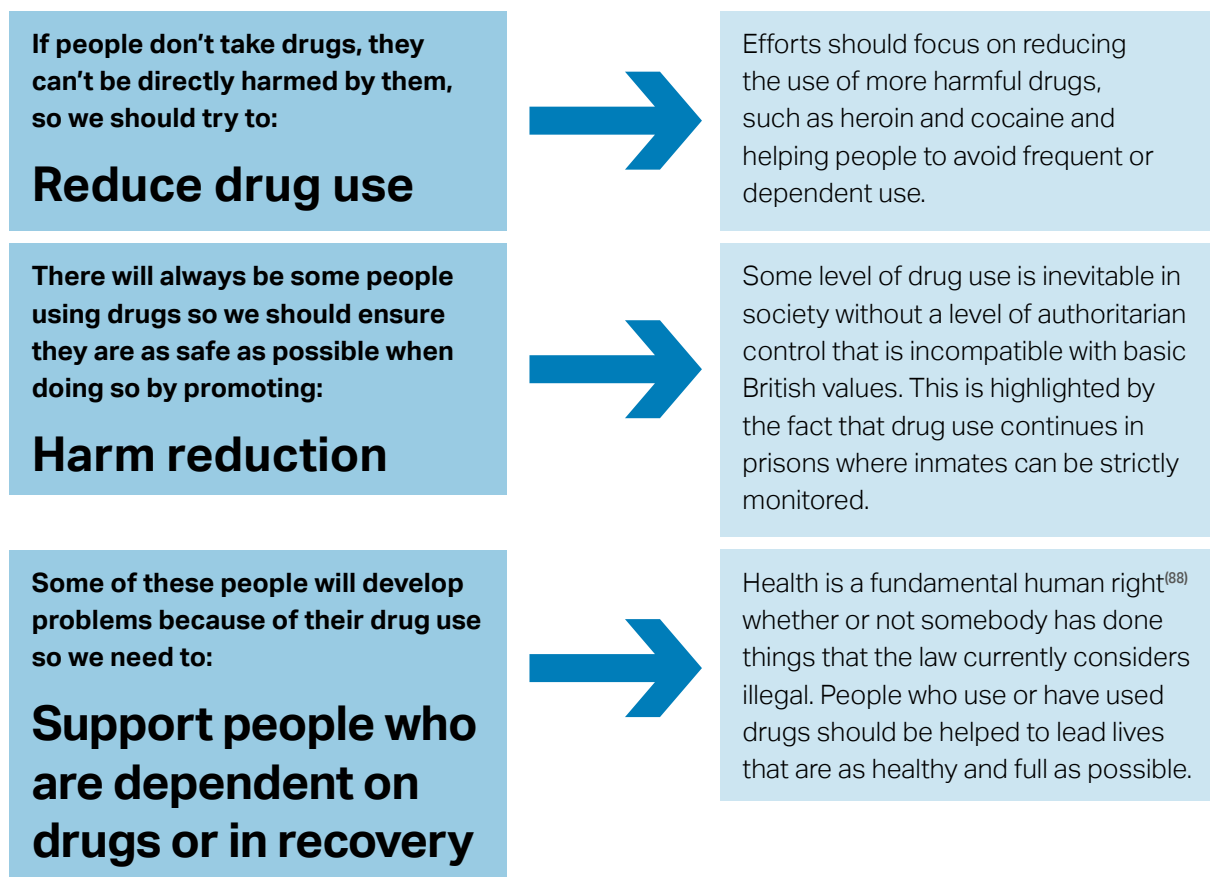 If people don’t take drugs, they
can’t be directly harmed by them,
so we should try to:
Reduce drug use
Efforts should focus on reducing
the use of more harmful drugs,
such as heroin and cocaine and
helping people to avoid frequent or
dependent use.
There will always be some people
using drugs so we should ensure
they are as safe as possible when
doing so by promoting:
Harm reduction
Some level of drug use is inevitable in
society without a level of authoritarian
control that is incompatible with basic
British values. This is highlighted by
the fact that drug use continues in
prisons where inmates can be strictly
monitored.
Some of these people will develop
problems because of their drug use
so we need to:
Support people who
are dependent on
drugs or in recovery
Health is a fundamental human right(88)
whether or not somebody has done
things that the law currently considers
illegal. People who use or have used
drugs should be helped to lead lives
that are as healthy and full as possible.